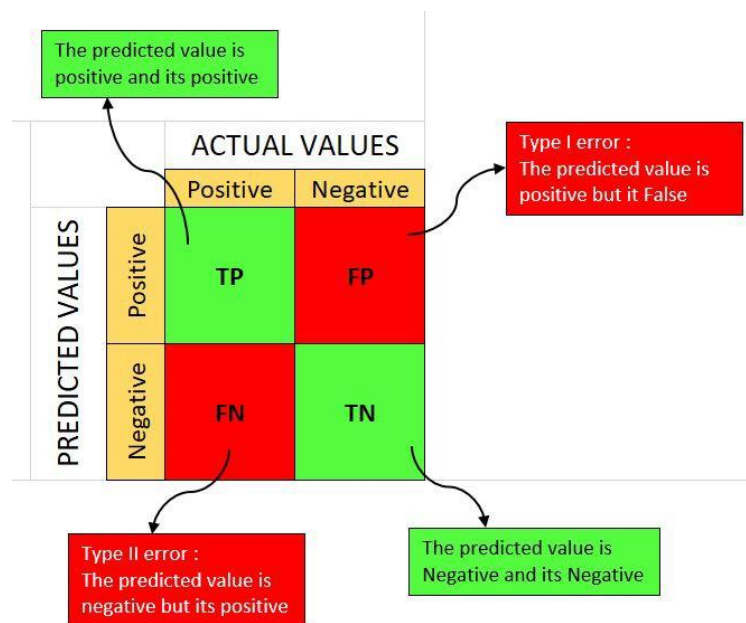 The predicted value is
positive and its positive
Type I error :
The predicted value is
positive but it False
ACTUAL VALUES
Positive Negative
PREDICTED VALUES
Positive
TP FP
Negative
FN TN
Type II error :
The predicted value is
negative but its positive
The predicted value is
Negative and its Negative